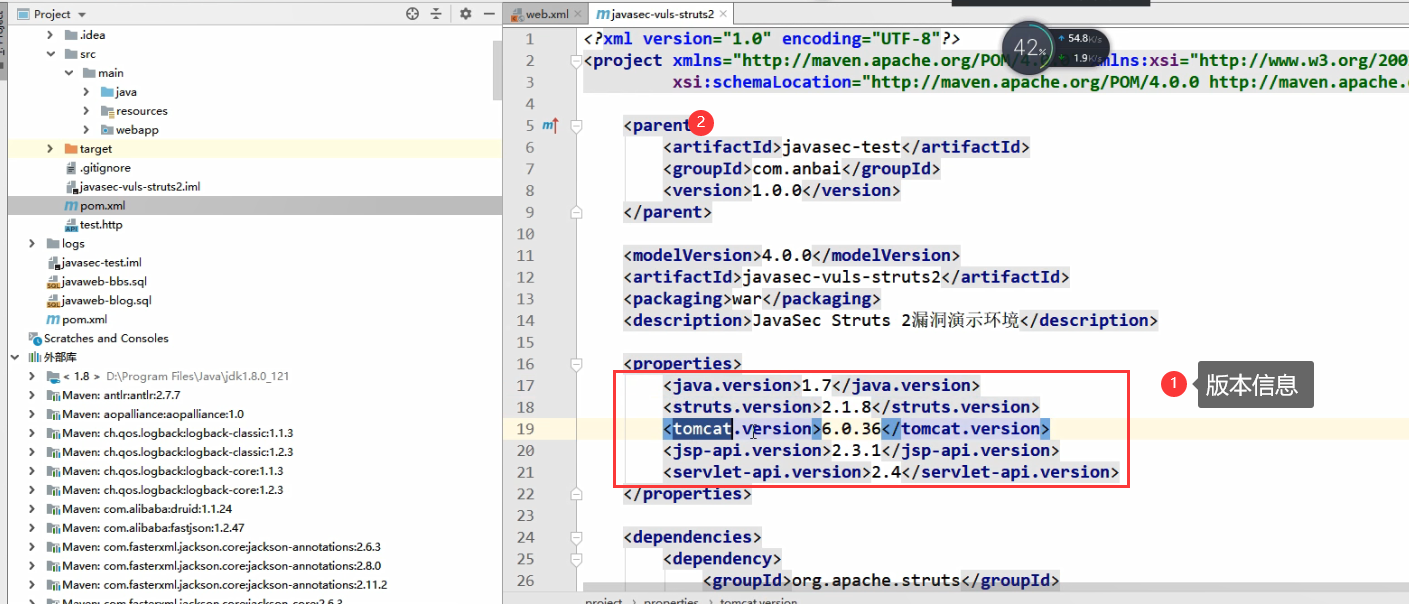 Project
.idea
src
main
java
resources
webapp
target
.gitignore
javasec-vuls-struts2.iml
pom.xml
test.http
logs
javasec-test.iml
javaweb-bbs.sql
javaweb-blog.sql
pom.xml
Scratches and Consoles
外部库
< 1.8 > D:\Program Files\Java\jdk1.8.0_121
Maven: antlr:antlr:2.7.7
Maven: aopalliance:aopalliance:1.0
Maven: ch.qos.logback:logback-classic:1.1.3
Maven: ch.qos.logback:logback-classic:1.2.3
Maven: ch.qos.logback:logback-core:1.1.3
Maven: ch.qos.logback:logback-core:1.2.3
Maven: com.alibaba:druid:1.1.24
Maven: com.alibaba:fastjson:1.2.47
Maven: com.fasterxml.jackson.core:jackson-annotations:2.6.3
Maven: com.fasterxml.jackson.core:jackson-annotations:2.8.0
Maven: com.fasterxml.jackson.core:jackson-annotations:2.11.2
Maven: com.fasterxml.jackson.core:jackson-core:2.6.3
web.xml
javasec-vuls-struts2
42%
54.8K/s
1.9K/s
1 <?xml version="1.0" encoding="UTF-8"?>
2 <project xmlns="http://maven.apache.org/POM/4.0 mlns:xsi="http://www.w3.org/200
3 xsi:schemaLocation="http://maven.apache.org/POM/4.0.0 http://maven.apache.
4
5 <parent
2
6 <artifactId>javasec-test</artifactId>
7 <groupId>com.anbai</groupId>
8 <version>1.0.0</version>
9 </parent>
10
11 <modelVersion>4.0.0</modelVersion>
12 <artifactId>javasec-vuls-struts2</artifactId>
13 <packaging>war</packaging>
14 <description>JavaSec Struts 2漏洞演示环境</description>
15
16 <properties>
17 <java.version>1.7</java.version>
18 <struts.version>2.1.8</struts.version>
19 <tomcat.version>6.0.36</tomcat.version>
20 <jsp-api.version>2.3.1</jsp-api.version>
21 <servlet-api.version>2.4</servlet-api.version>
22 </properties>
1 版本信息
23
24 <dependencies>
25 <dependency>
26 <groupId>org.apache.struts</groupId>
project > properties > tomcat.version